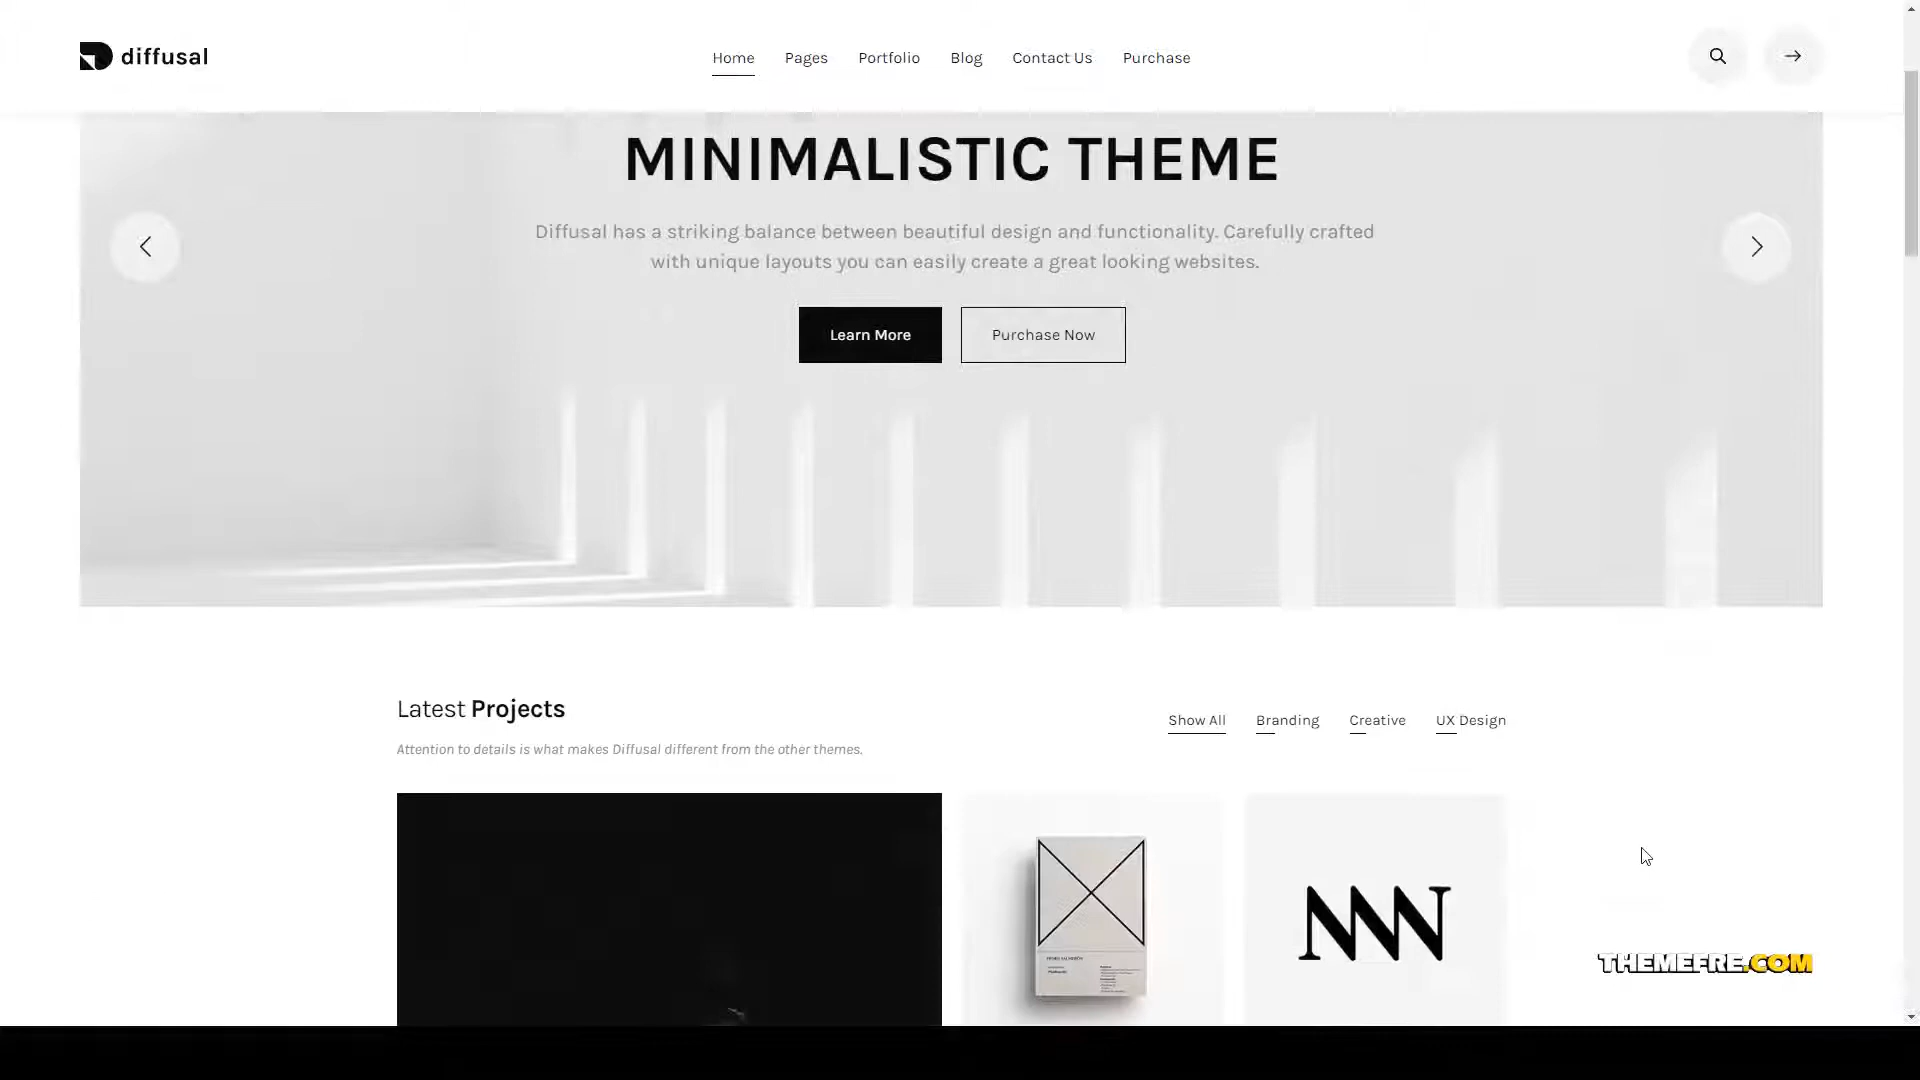 diffusal
Home Pages Portfolio Blog Contact Us Purchase
MINIMALISTIC THEME
Diffusal has a striking balance between beautiful design and functionality. Carefully crafted
with unique layouts you can easily create a great looking websites.
Learn More Purchase Now
Latest Projects
Show All Branding Creative UX Design
Attention to details is what makes Diffusal different from the other themes.
THEMEFRE.COM